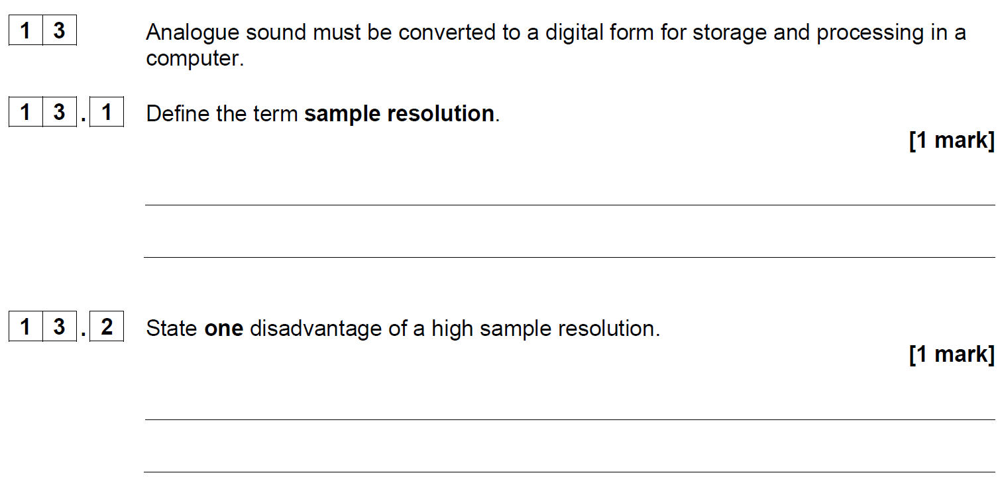 1 3 Analogue sound must be converted to a digital form for storage and processing in a
computer.
1 3 . 1 Define the term sample resolution.
[1 mark]
1 3 . 2 State one disadvantage of a high sample resolution.
[1 mark]